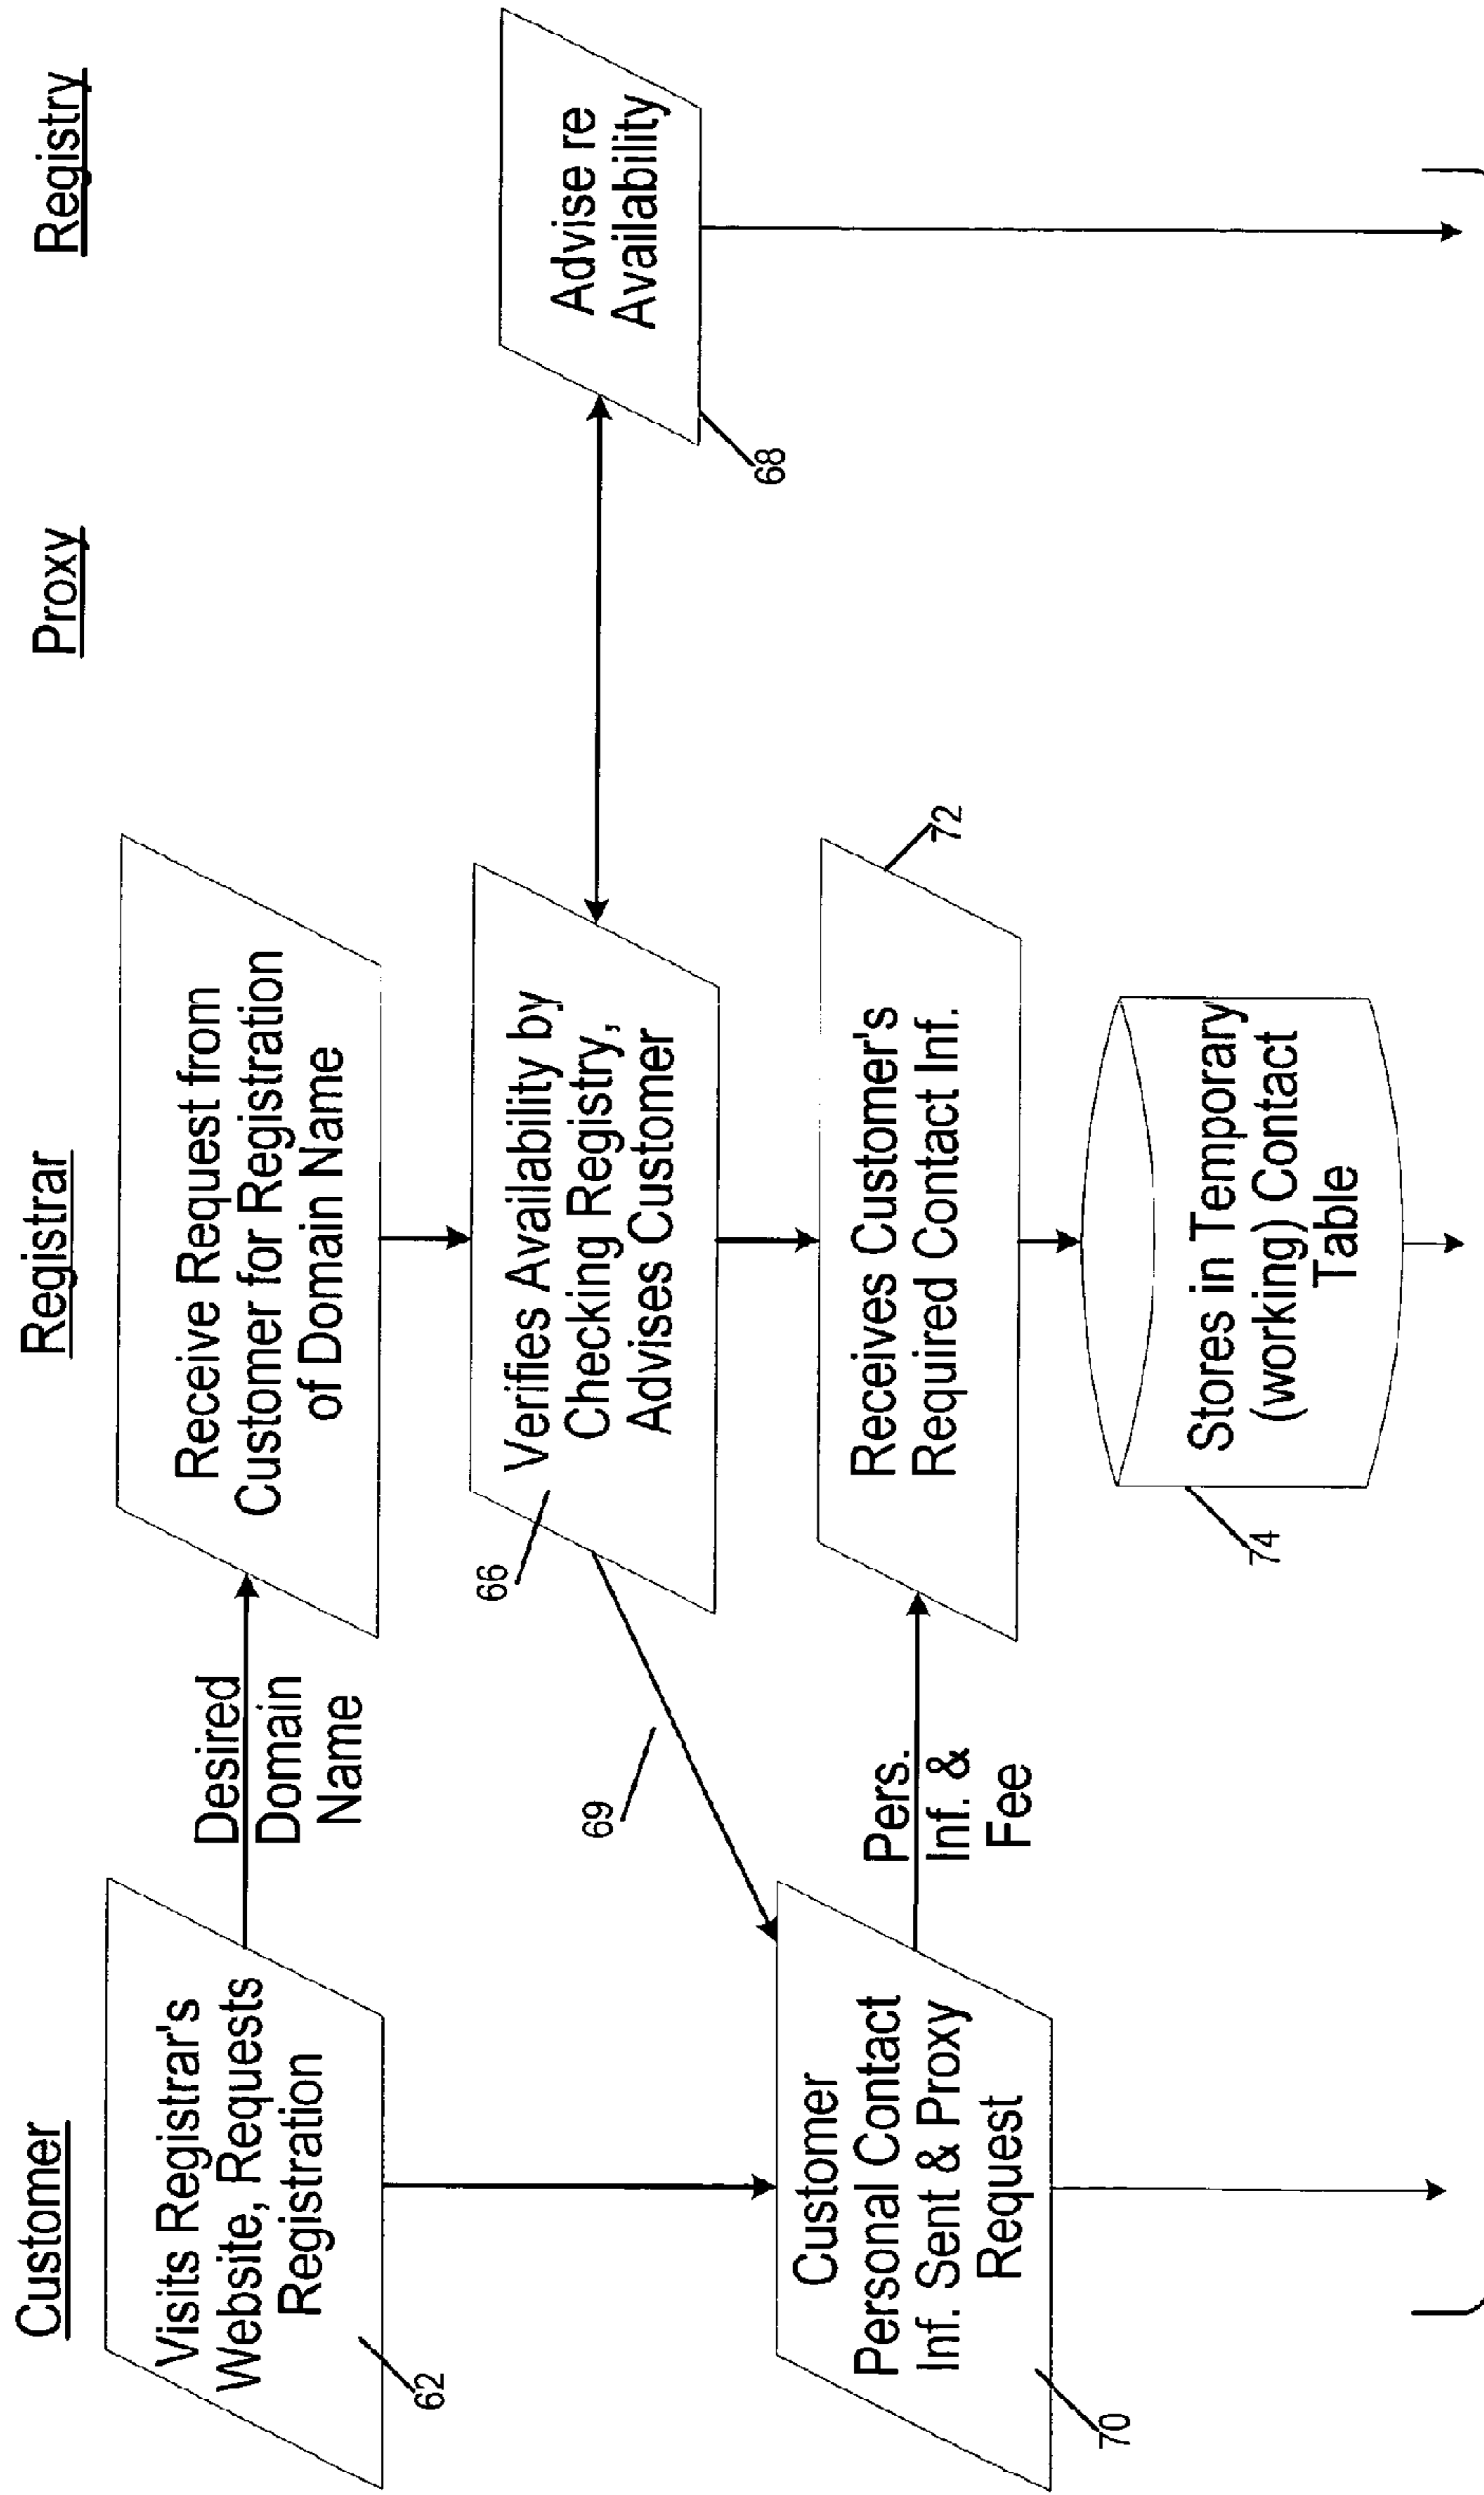 Customer
Registrar
Proxy
Registry
Visits Registrar's
Website, Requests
Registration
62
Desired
Domain
Name
Receive Request from
Customer for Registration
of Domain Name
66
Verifies Availability by
Checking Registry,
Advises Customer
Advise re
Availability
68
69
Customer
Personal Contact
Inf. Sent & Proxy
Request
70
Pers.
Inf. &
Fee
Receives Customer's
Required Contact Inf.
72
Stores in Temporary
(working) Contact
Table
74